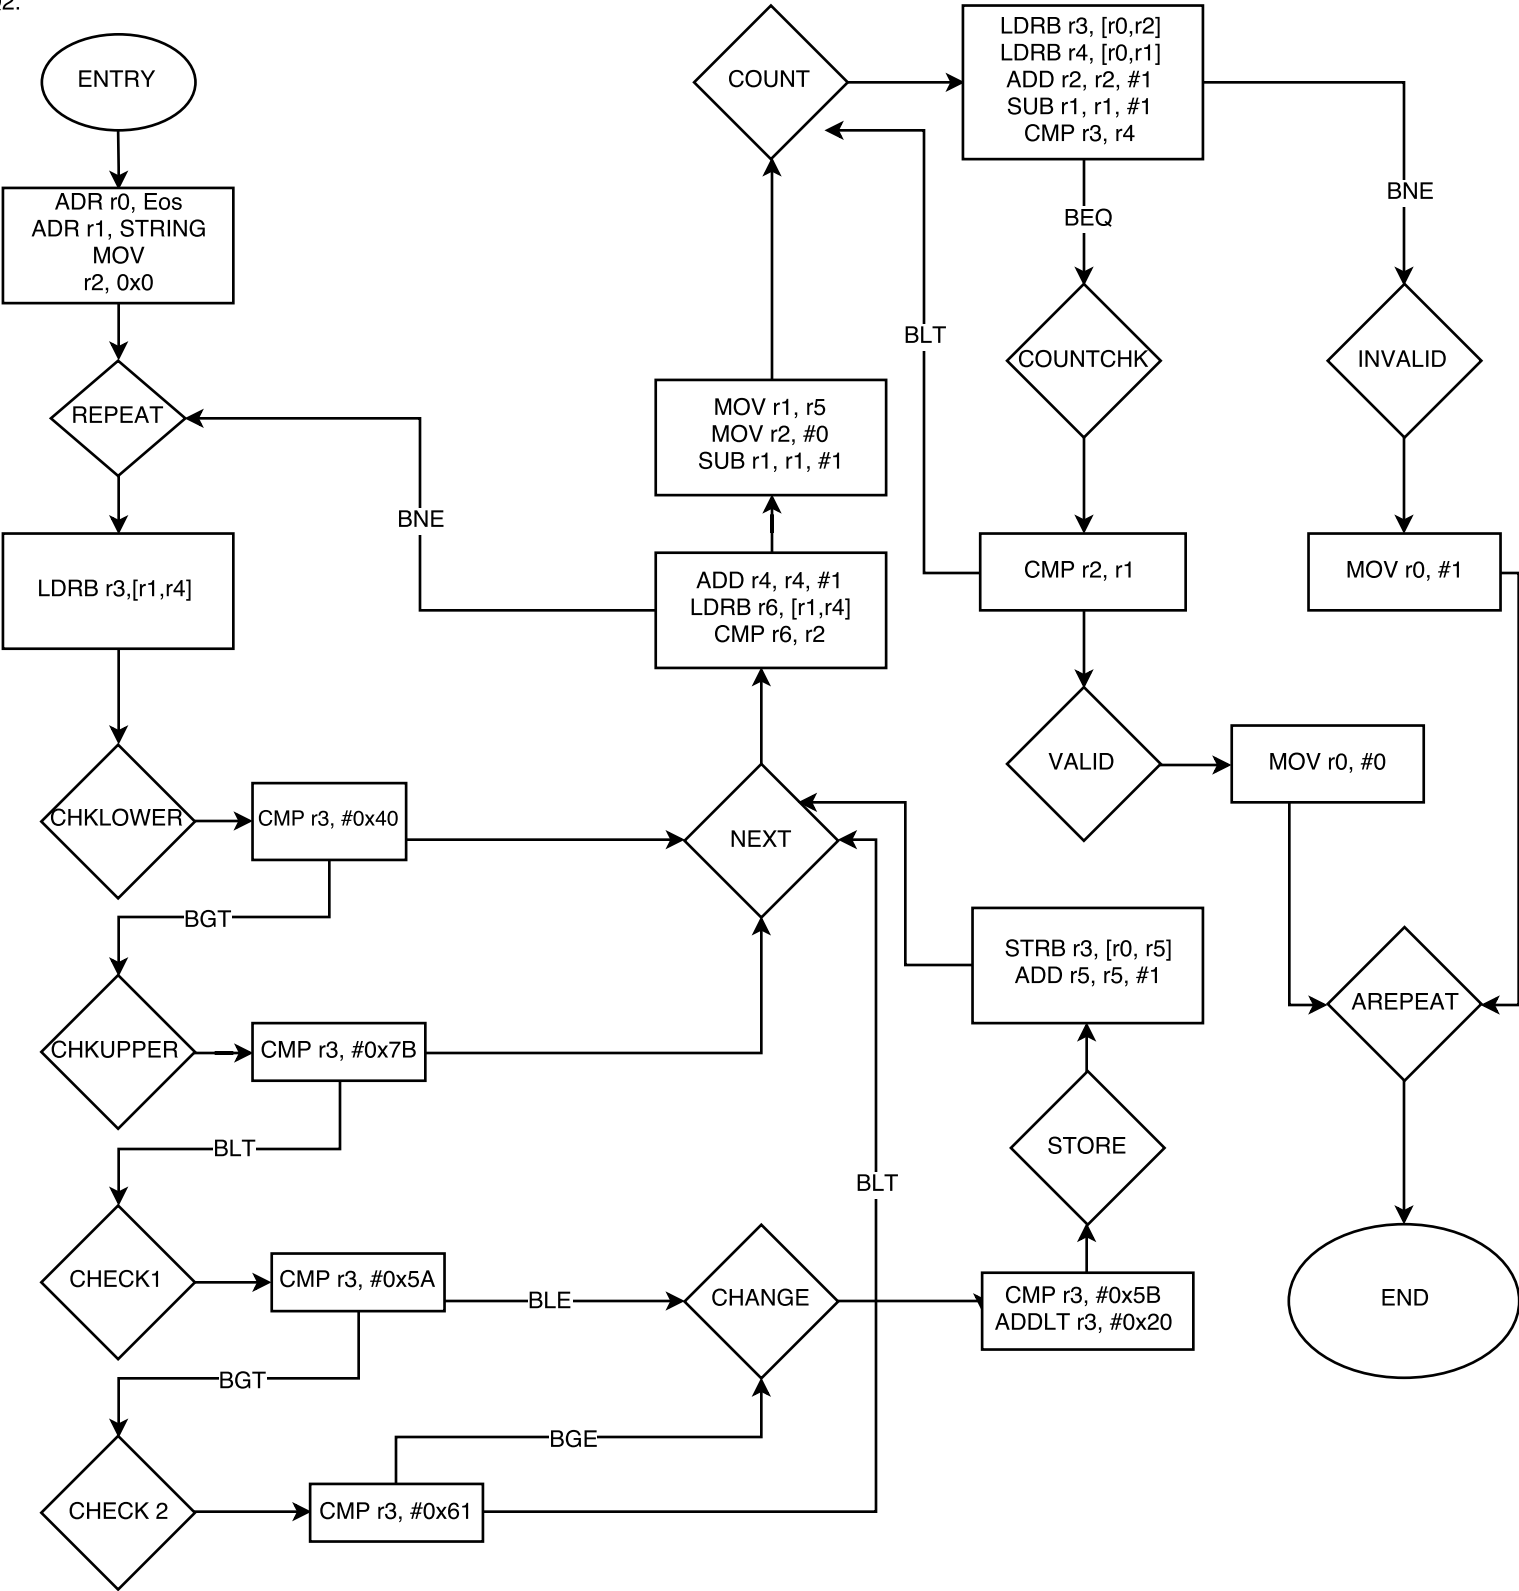 ENTRY
ADR r0, Eos
ADR r1, STRING
MOV
r2, 0x0
REPEAT
LDRB r3,[r1,r4]
CHKLOWER
CMP r3, #0x40
BGT
CHKUPPER
CMP r3, #0x7B
BLT
CHECK1
CMP r3, #0x5A
BLE
BGT
CHECK 2
CMP r3, #0x61
BGE
BLT
CHANGE
CMP r3, #0x5B
ADDLT r3, #0x20
STORE
STRB r3, [r0, r5]
ADD r5, r5, #1
NEXT
ADD r4, r4, #1
LDRB r6, [r1,r4]
CMP r6, r2
BNE
MOV r1, r5
MOV r2, #0
SUB r1, r1, #1
COUNT
LDRB r3, [r0,r2]
LDRB r4, [r0,r1]
ADD r2, r2, #1
SUB r1, r1, #1
CMP r3, r4
BEQ
BNE
COUNTCHK
INVALID
BLT
CMP r2, r1
MOV r0, #1
VALID
MOV r0, #0
AREPEAT
END